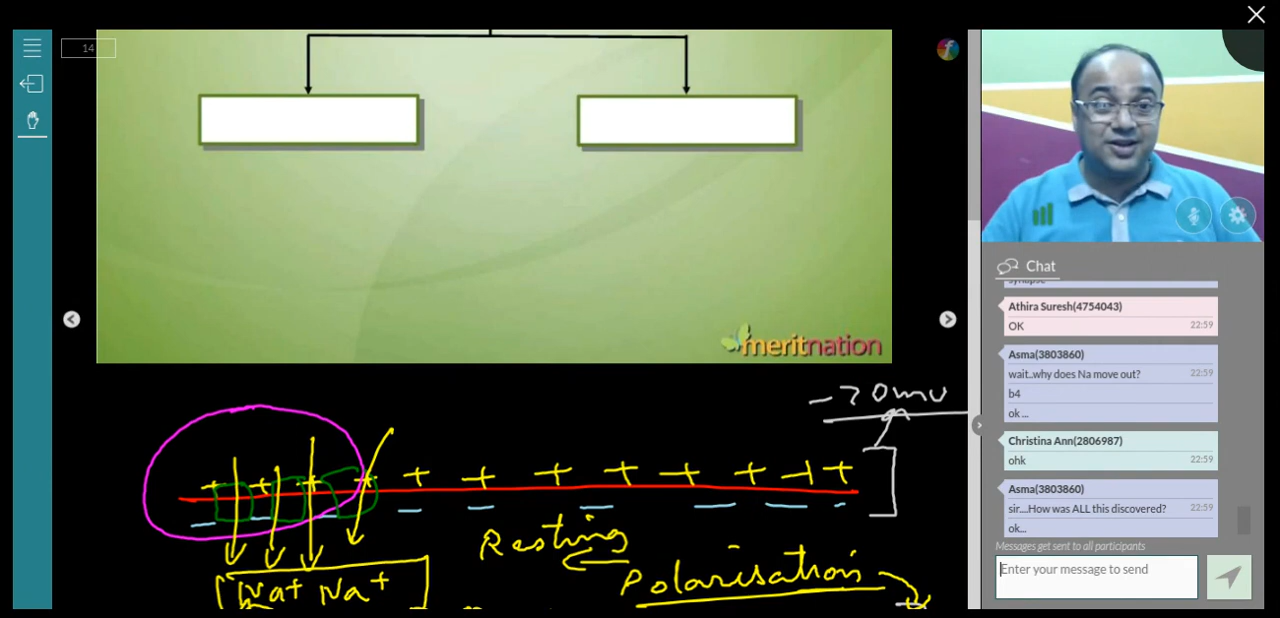 14
meritnation
-70mv
+ + + + + + + + + + + +
Resting
Na+ Na+
Polarisation
Chat
synapse
Athira Suresh(4754043)
OK 22:59
Asma(3803860)
wait..why does Na move out? 22:59
b4
ok ...
Christina Ann(2806987)
ohk 22:59
Asma(3803860)
sir....How was ALL this discovered? 22:59
ok...
Messages get sent to all participants
Enter your message to send